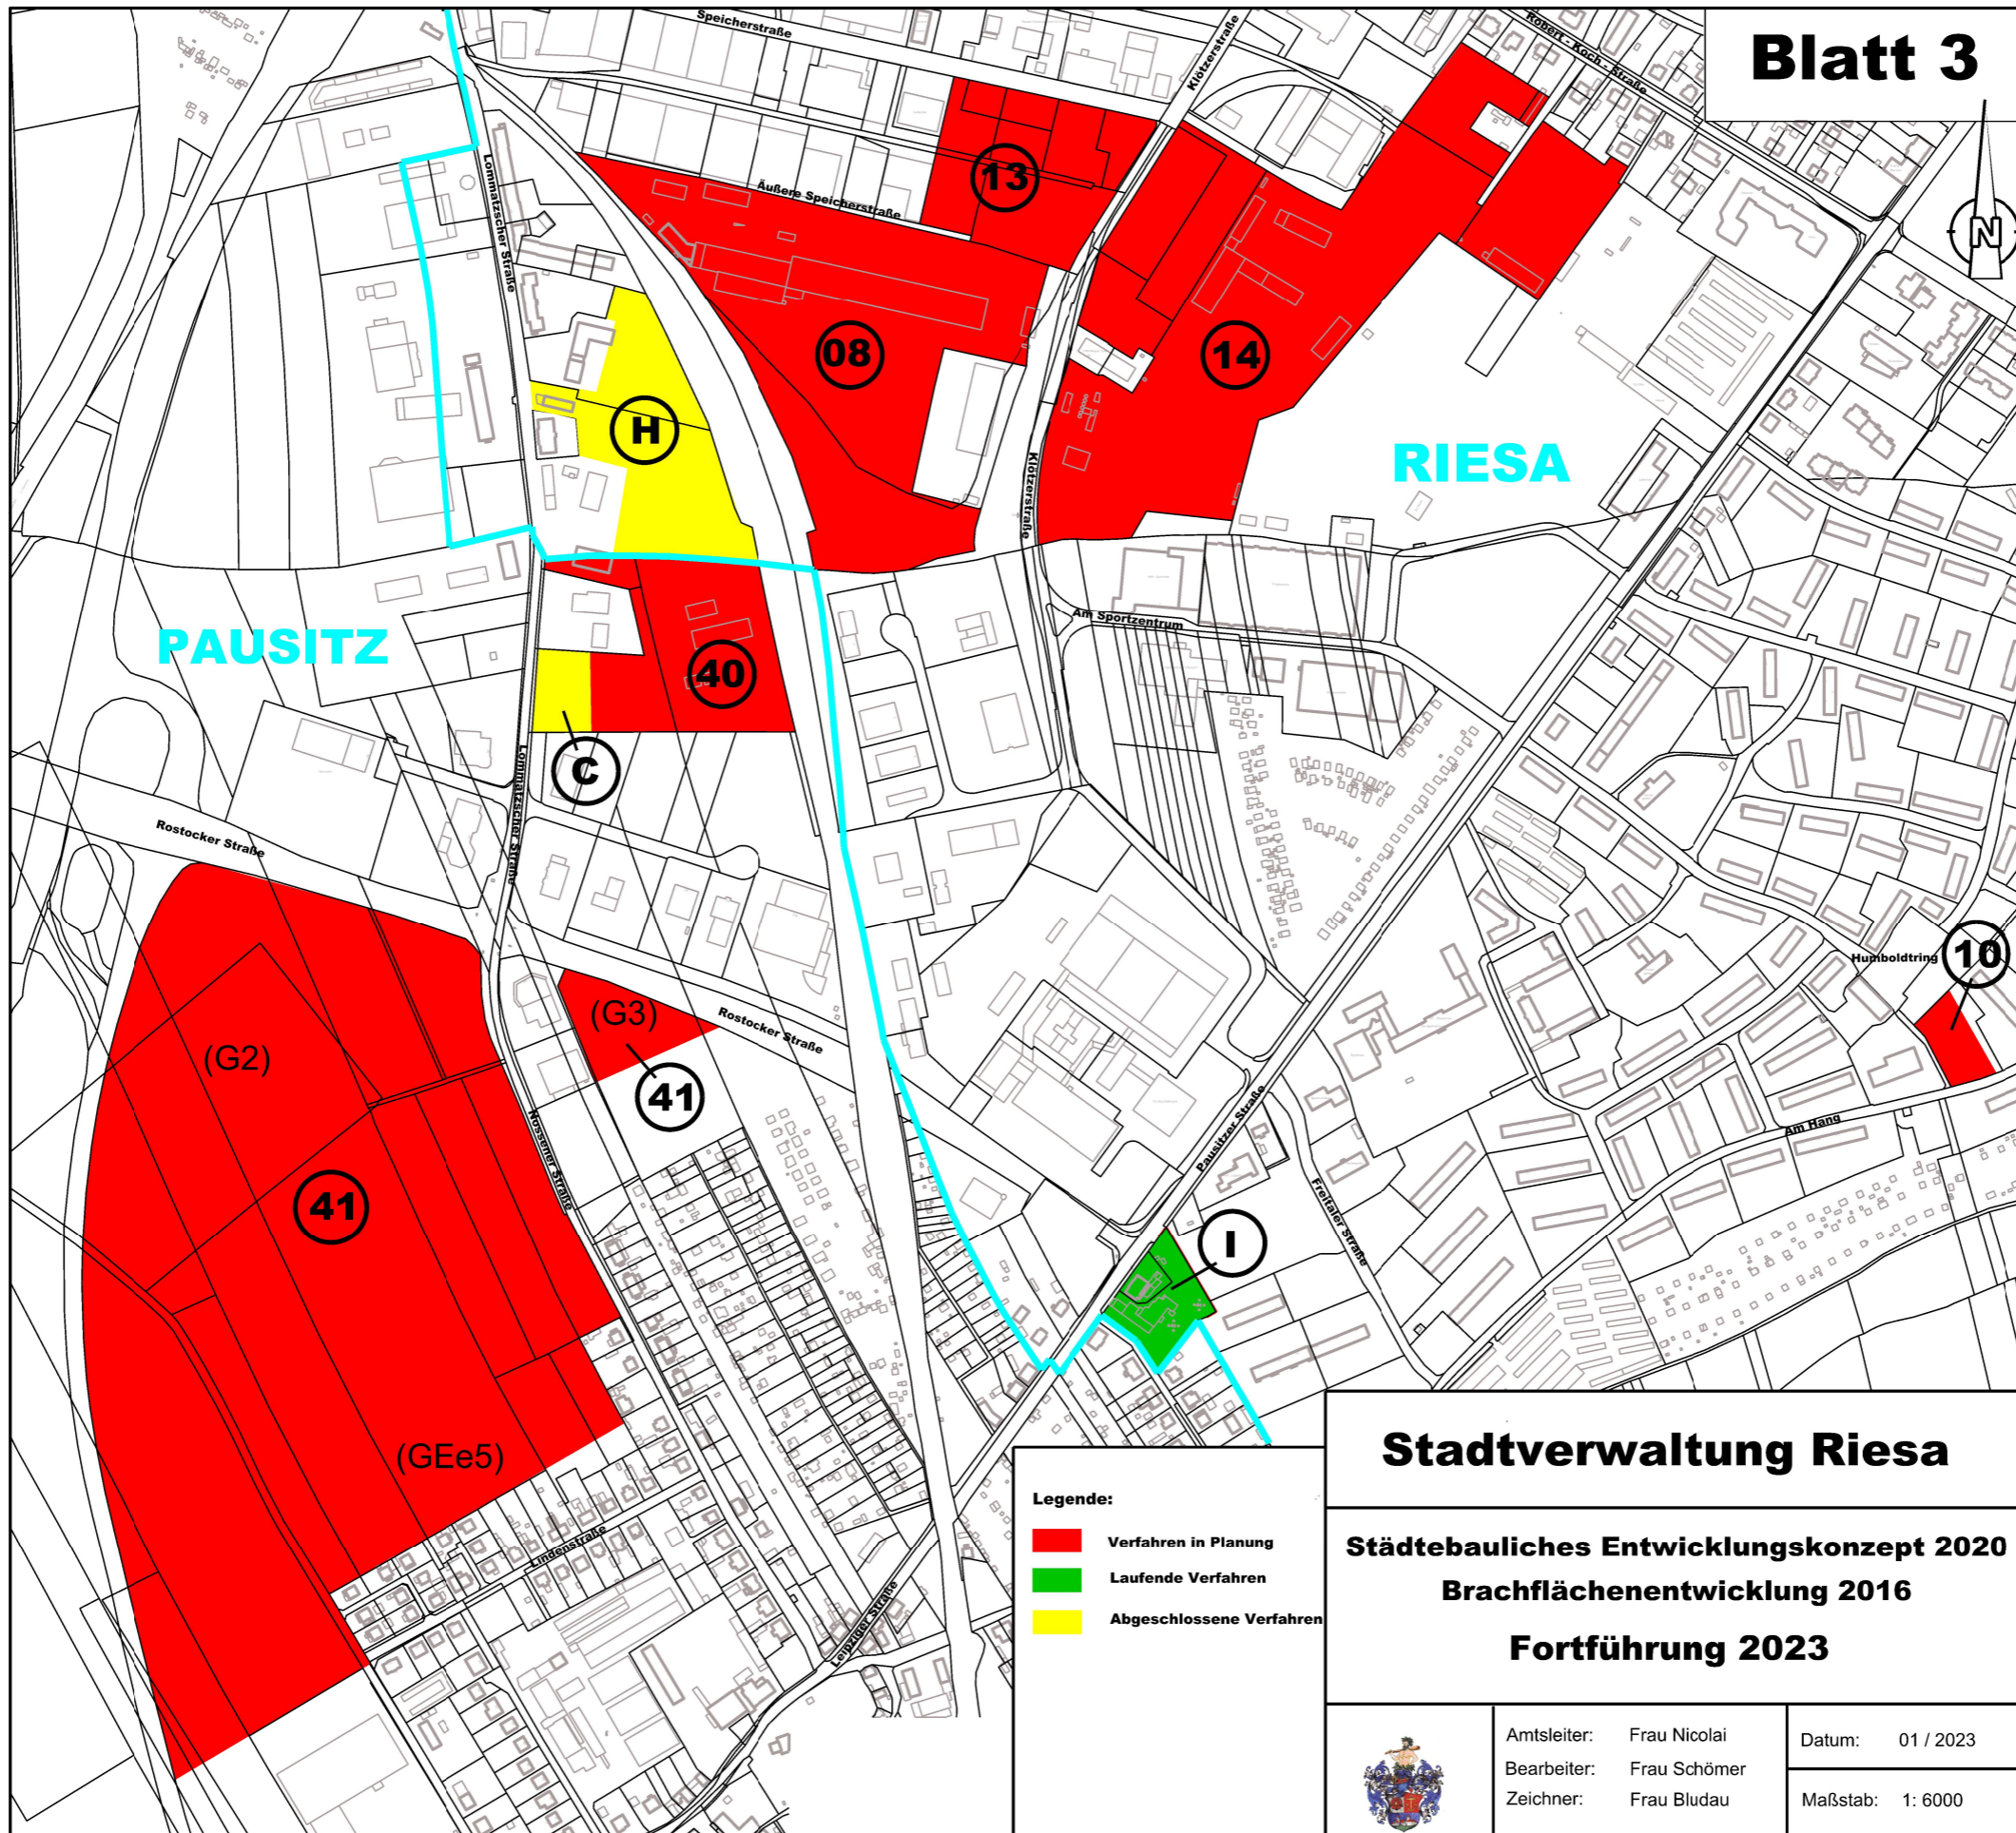 Blatt 3
Speicherstraße
Klötzerstraße
Robert - Koch - Straße
N
Lommatzscher Straße
Äußere Speicherstraße
13
08
14
H
RIESA
Klötzerstraße
PAUSITZ
Am Sportzentrum
40
C
Lommatzscher Straße
Rostocker Straße
Humboldtring
10
(G3)
Rostocker Straße
(G2)
41
Nossener Straße
Pausitzer Straße
Am Hang
41
Freitaler Straße
I
(GEe5)
Lindenstraße
Leipziger Straße
Legende:
Verfahren in Planung
Laufende Verfahren
Abgeschlossene Verfahren
Stadtverwaltung Riesa
Städtebauliches Entwicklungskonzept 2020
Brachflächenentwicklung 2016
Fortführung 2023
Amtsleiter: Frau Nicolai
Bearbeiter: Frau Schömer
Zeichner: Frau Bludau
Datum: 01 / 2023
Maßstab: 1: 6000